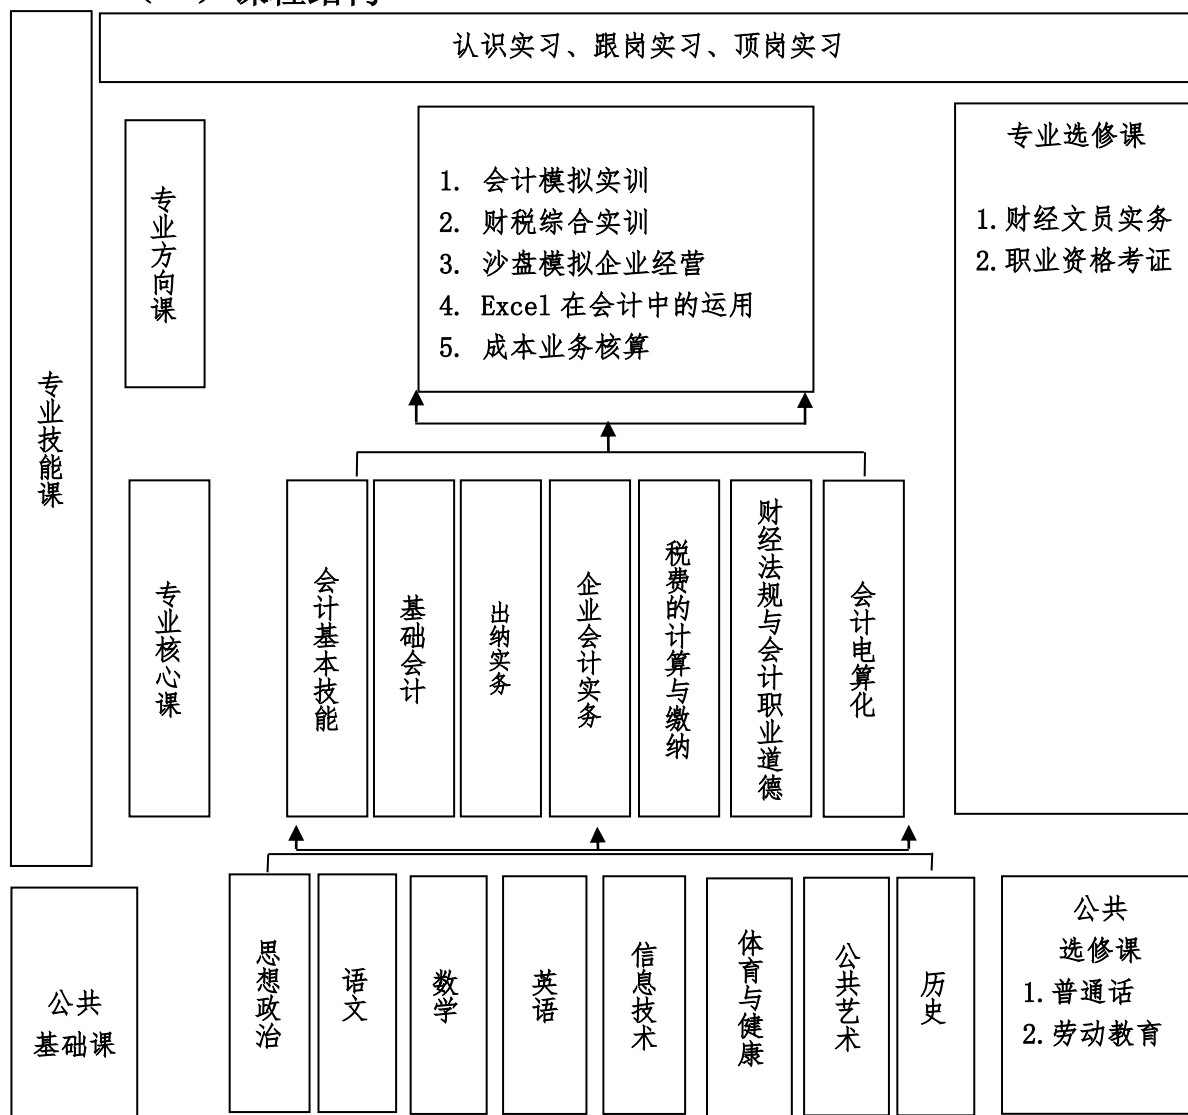 认识实习、跟岗实习、顶岗实习
专业技能课
专业方向课
1. 会计模拟实训
2. 财税综合实训
3. 沙盘模拟企业经营
4. Excel 在会计中的运用
5. 成本业务核算
专业选修课
1.财经文员实务
2.职业资格考证
专业核心课
会计基本技能
基础会计
出纳实务
企业会计实务
税费的计算与缴纳
财经法规与会计职业道德
会计电算化
公共
基础课
思想政治
语文
数学
英语
信息技术
体育与健康
公共艺术
历史
公共
选修课
1.普通话
2.劳动教育